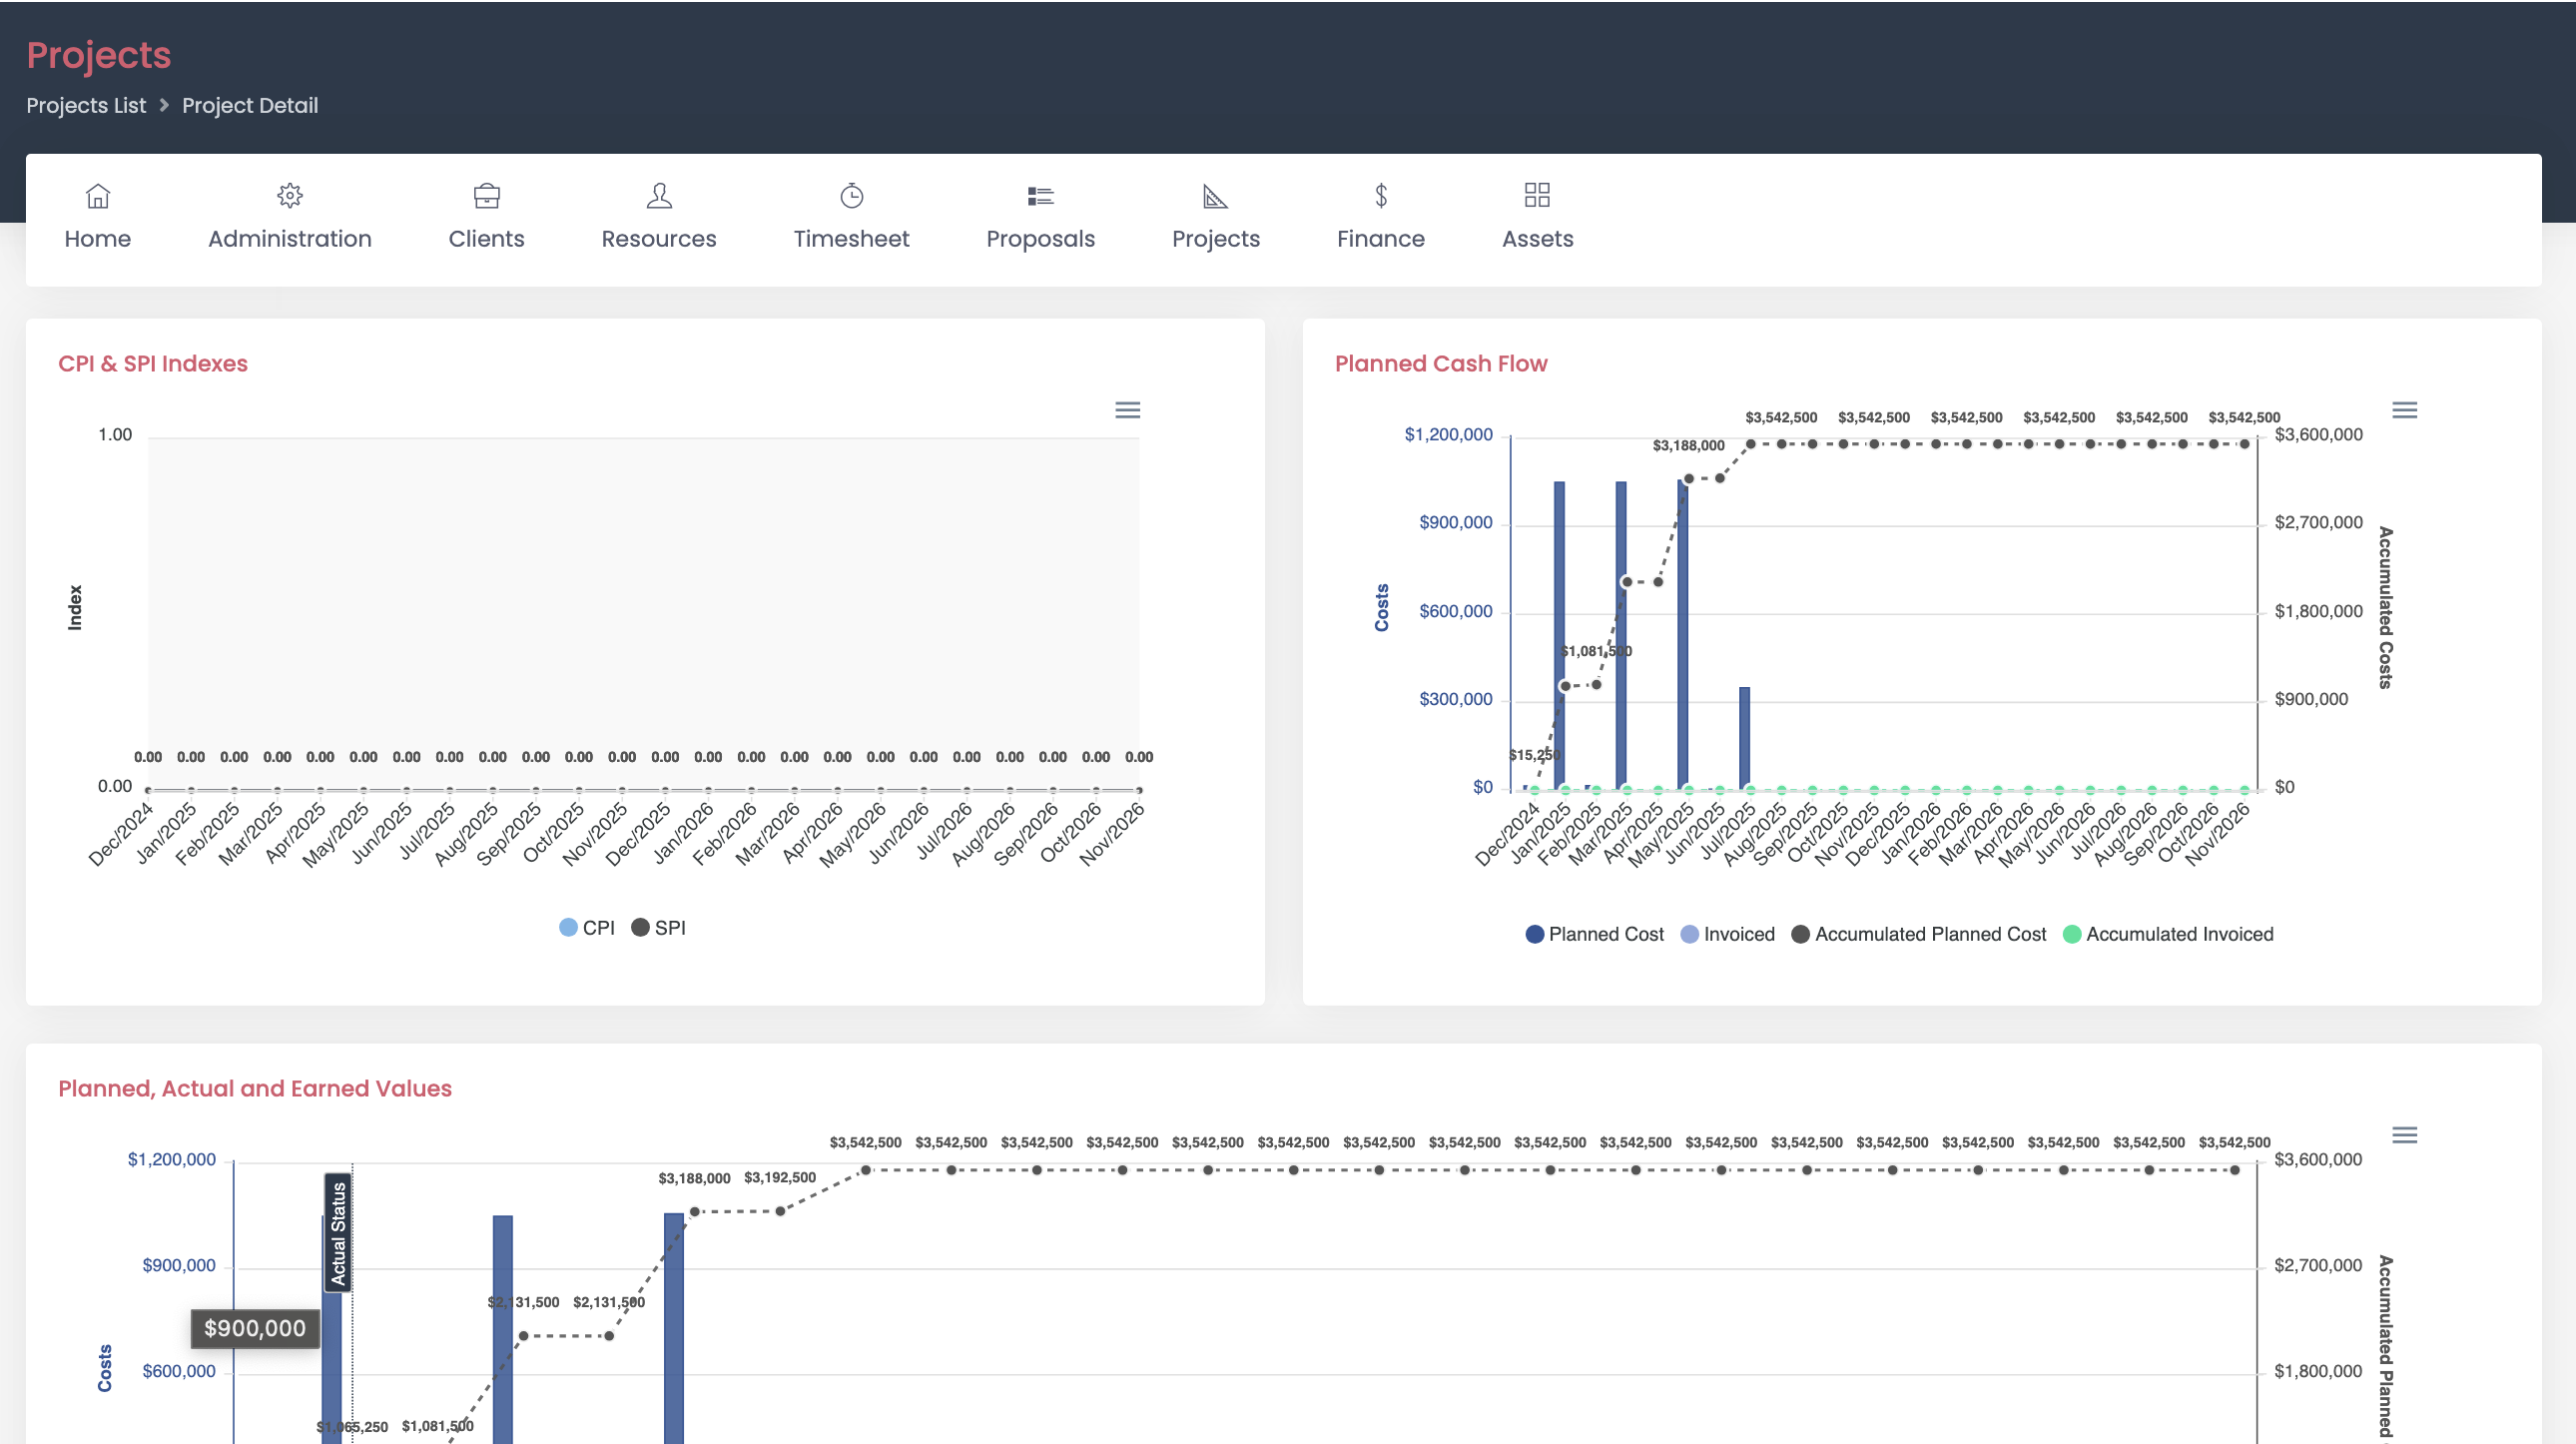 Projects
Projects List > Project Detail
Home Administration Clients Resources Timesheet Proposals Projects Finance Assets
CPI & SPI Indexes
1.00
Index
0.00 0.00 0.00 0.00 0.00 0.00 0.00 0.00 0.00 0.00 0.00 0.00 0.00 0.00 0.00 0.00 0.00 0.00 0.00 0.00 0.00 0.00 0.00 0.00
0.00
Dec/2024 Jan/2025 Feb/2025 Mar/2025 Apr/2025 May/2025 Jun/2025 Jul/2025 Aug/2025 Sep/2025 Oct/2025 Nov/2025 Dec/2025 Jan/2026 Feb/2026 Mar/2026 Apr/2026 May/2026 Jun/2026 Jul/2026 Aug/2026 Sep/2026 Oct/2026 Nov/2026
CPI SPI
Planned Cash Flow
$3,542,500 $3,542,500 $3,542,500 $3,542,500 $3,542,500 $3,542,500
$1,200,000 $3,600,000
$3,188,000
$900,000 $2,700,000
Costs
Accumulated Costs
$600,000 $1,800,000
$1,081,500
$300,000 $900,000
$15,250
$0 $0
Dec/2024 Jan/2025 Feb/2025 Mar/2025 Apr/2025 May/2025 Jun/2025 Jul/2025 Aug/2025 Sep/2025 Oct/2025 Nov/2025 Dec/2025 Jan/2026 Feb/2026 Mar/2026 Apr/2026 May/2026 Jun/2026 Jul/2026 Aug/2026 Sep/2026 Oct/2026 Nov/2026
Planned Cost Invoiced Accumulated Planned Cost Accumulated Invoiced
Planned, Actual and Earned Values
$3,542,500 $3,542,500 $3,542,500 $3,542,500 $3,542,500 $3,542,500 $3,542,500 $3,542,500 $3,542,500 $3,542,500 $3,542,500 $3,542,500 $3,542,500 $3,542,500 $3,542,500 $3,542,500 $3,542,500
$1,200,000 $3,600,000
$3,188,000 $3,192,500
Actual Status
$900,000 $2,700,000
$2,131,500 $2,131,500
$900,000
Costs
Accumulated Planned
$600,000 $1,800,000
$1,065,250 $1,081,500